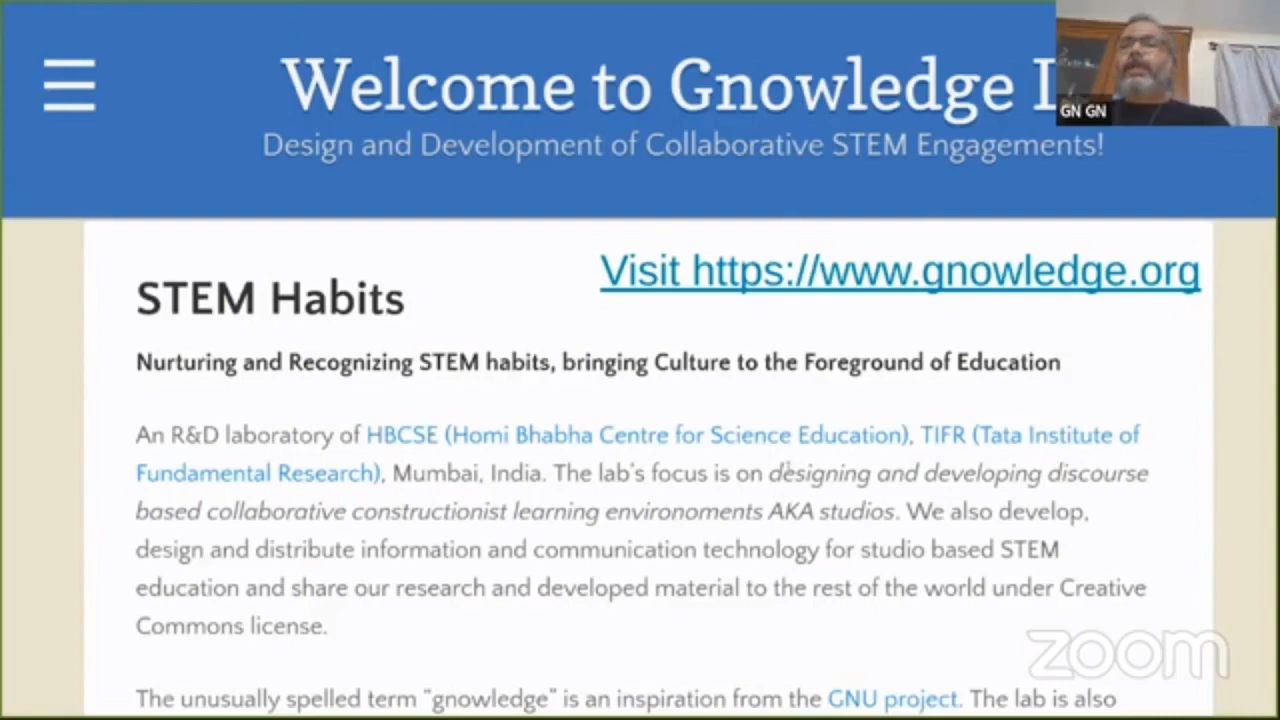 Welcome to Gnowledge
GN GN
Design and Development of Collaborative STEM Engagements!
Visit https://www.gnowledge.org
STEM Habits
Nurturing and Recognizing STEM habits, bringing Culture to the Foreground of Education
An R&D laboratory of HBCSE (Homi Bhabha Centre for Science Education), TIFR (Tata Institute of
Fundamental Research), Mumbai, India. The lab's focus is on designing and developing discourse
based collaborative constructionist learning environoments AKA studios. We also develop,
design and distribute information and communication technology for studio based STEM
education and share our research and developed material to the rest of the world under Creative
Commons license.
zoom
The unusually spelled term "gnowledge" is an inspiration from the GNU project. The lab is also